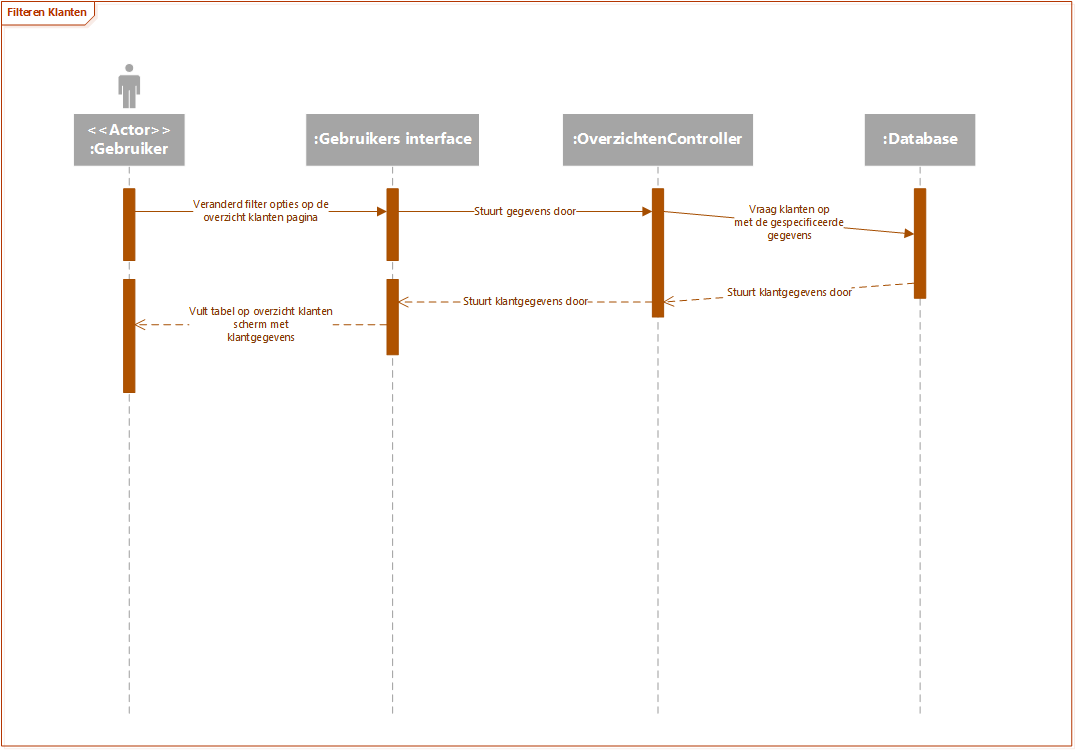 Filteren Klanten
<<Actor>>
:Gebruiker
:Gebruikers interface
:OverzichtenController
:Database
Veranderd filter opties op de
overzicht klanten pagina
Stuurt gegevens door
Vraag klanten op
met de gespecificeerde
gegevens
Stuurt klantgegevens door
Stuurt klantgegevens door
Vult tabel op overzicht klanten
scherm met
klantgegevens